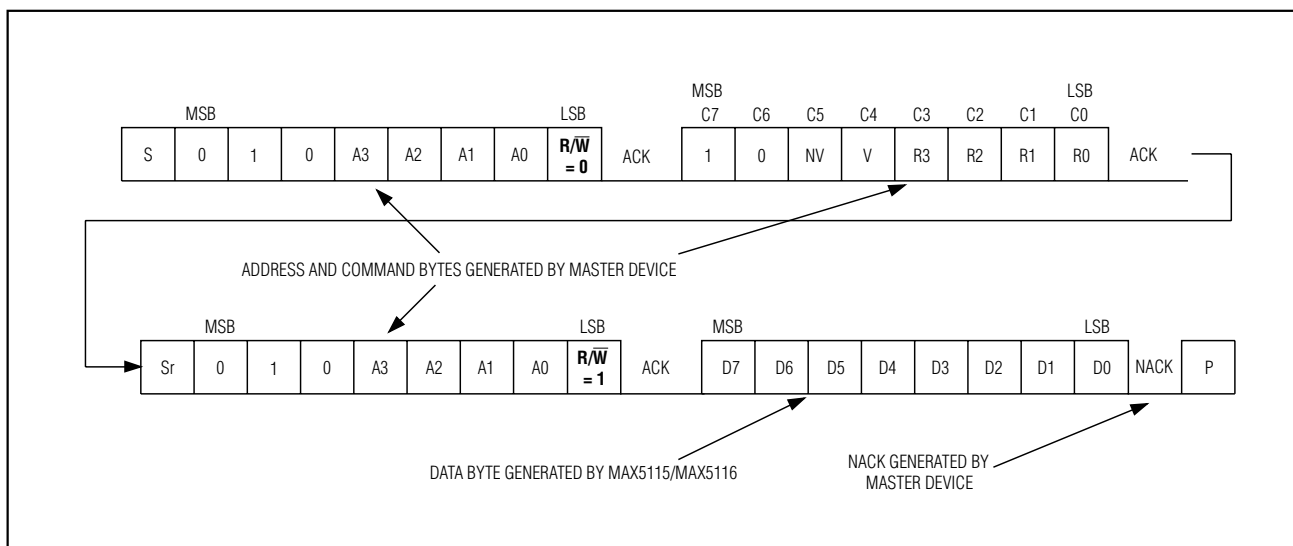 MSB LSB MSB LSB
C7 C6 C5 C4 C3 C2 C1 C0
S 0 1 0 A3 A2 A1 A0 R/W̅ = 0 ACK 1 0 NV V R3 R2 R1 R0 ACK
ADDRESS AND COMMAND BYTES GENERATED BY MASTER DEVICE
MSB LSB MSB LSB
Sr 0 1 0 A3 A2 A1 A0 R/W̅ = 1 ACK D7 D6 D5 D4 D3 D2 D1 D0 NACK P
DATA BYTE GENERATED BY MAX5115/MAX5116
NACK GENERATED BY
MASTER DEVICE